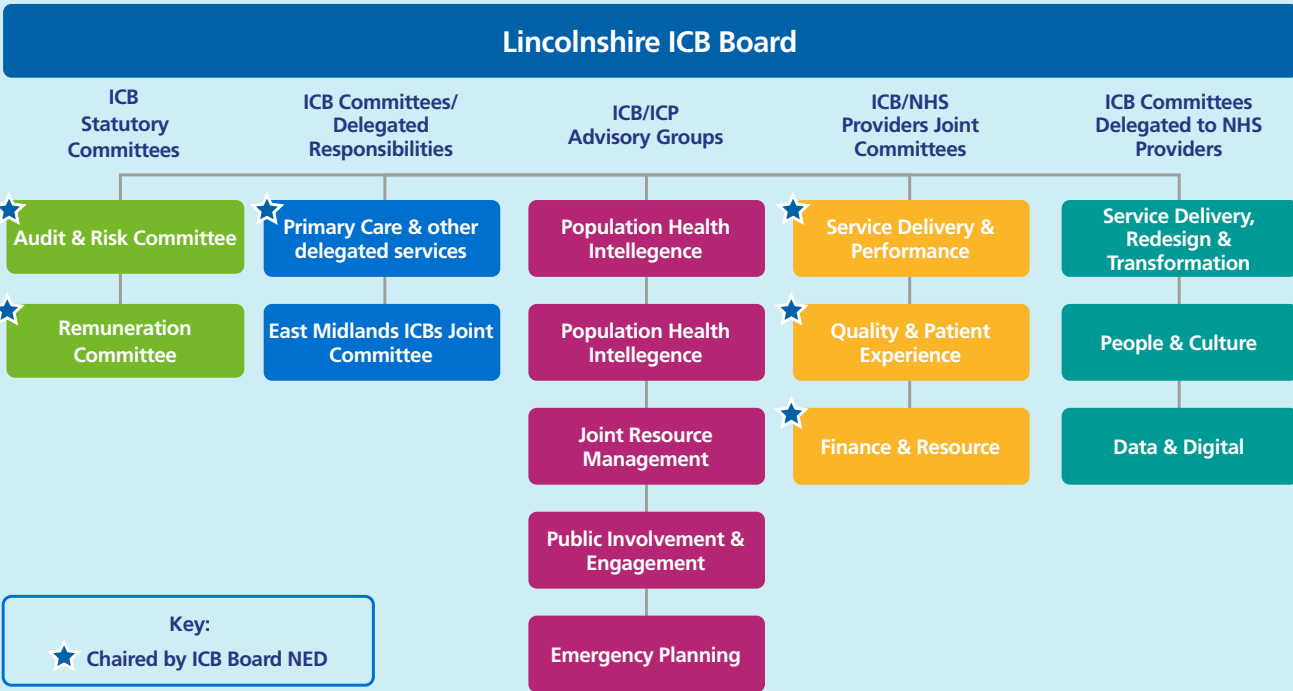 Lincolnshire ICB Board
ICB
Statutory
Committees
ICB Committees/
Delegated
Responsibilities
ICB/ICP
Advisory Groups
ICB/NHS
Providers Joint
Committees
ICB Committees
Delegated to NHS
Providers
Audit & Risk Committee
Remuneration
Committee
Primary Care & other
delegated services
East Midlands ICBs Joint
Committee
Population Health
Intellegence
Population Health
Intellegence
Joint Resource
Management
Public Involvement &
Engagement
Emergency Planning
Service Delivery &
Performance
Quality & Patient
Experience
Finance & Resource
Service Delivery,
Redesign &
Transformation
People & Culture
Data & Digital
Key:
Chaired by ICB Board NED